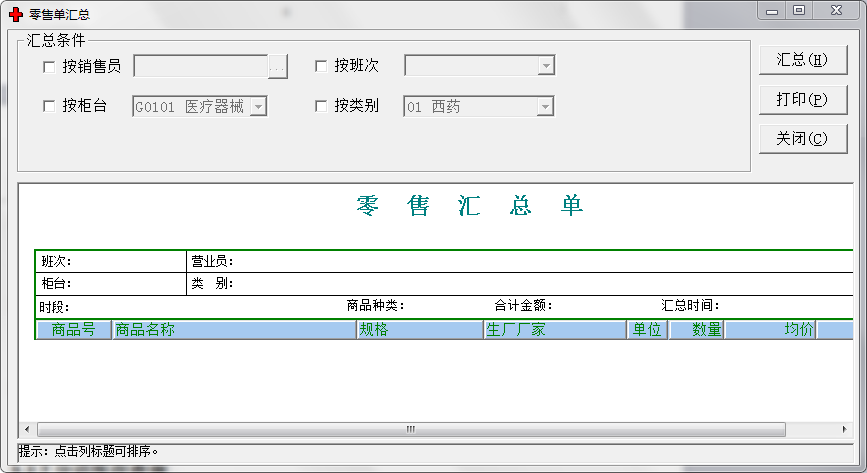 零售单汇总
汇总条件
按销售员 ... 按班次 汇总(H)
按柜台 G0101 医疗器械 按类别 01 西药 打印(P)
关闭(C)
零 售 汇 总 单
班次: 营业员:
柜台: 类 别:
时段: 商品种类: 合计金额: 汇总时间:
商品号 商品名称 规格 生厂厂家 单位 数量 均价
提示: 点击列标题可排序。